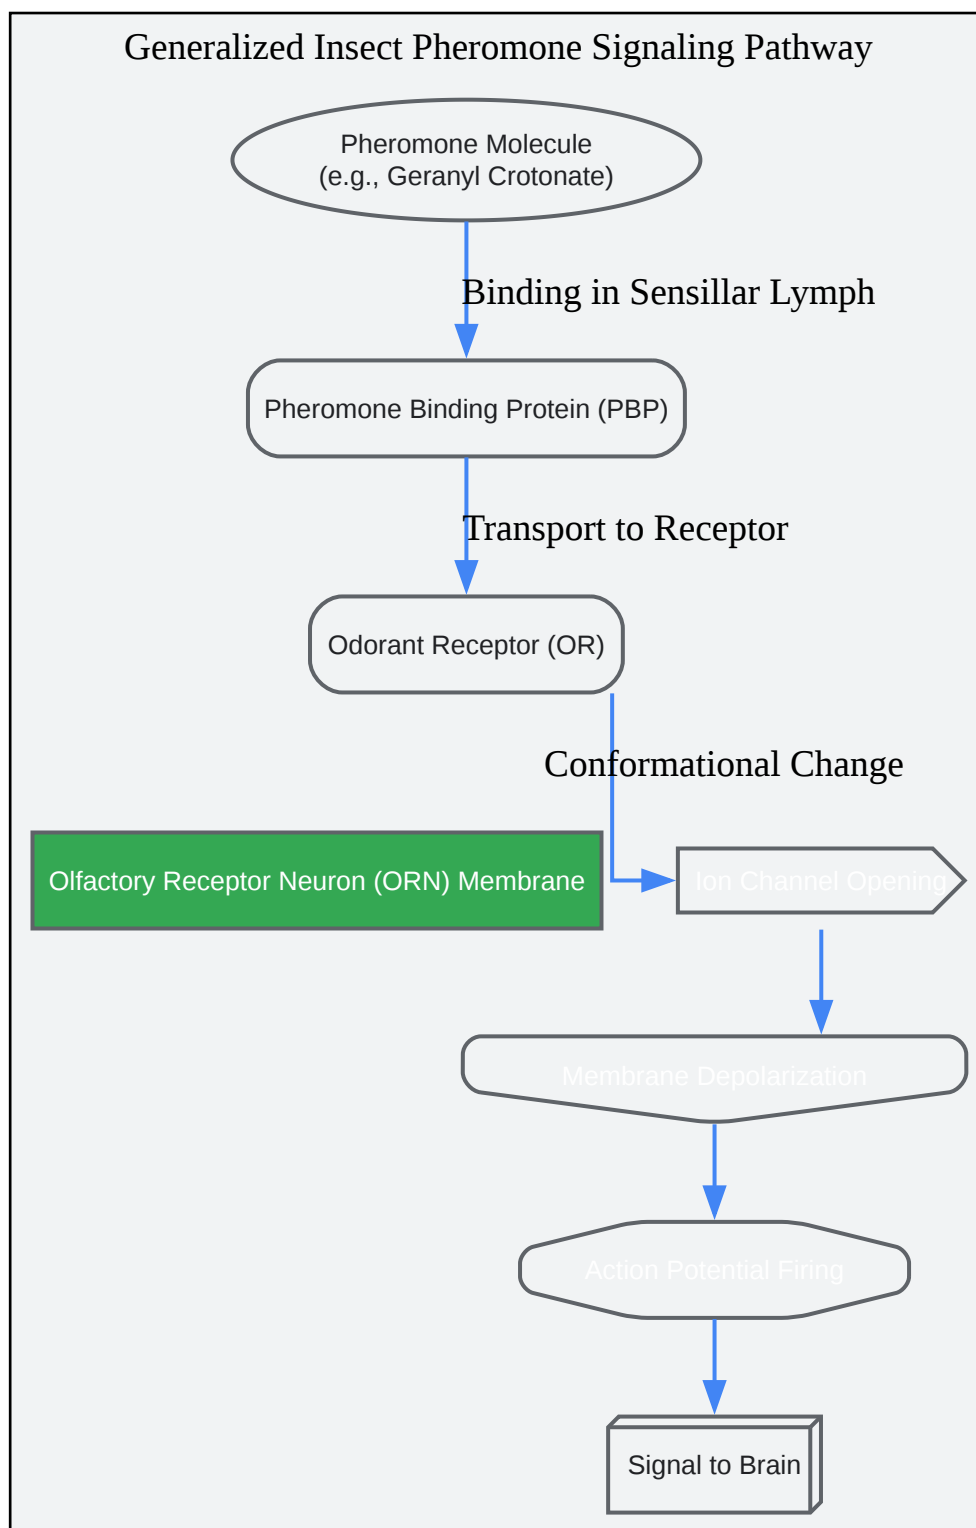 Generalized Insect Pheromone Signaling Pathway
Pheromone Molecule
(e.g., Geranyl Crotonate)
Binding in Sensillar Lymph
Pheromone Binding Protein (PBP)
Transport to Receptor
Odorant Receptor (OR)
Conformational Change
Olfactory Receptor Neuron (ORN) Membrane
Ion Channel Opening
Membrane Depolarization
Action Potential Firing
Signal to Brain